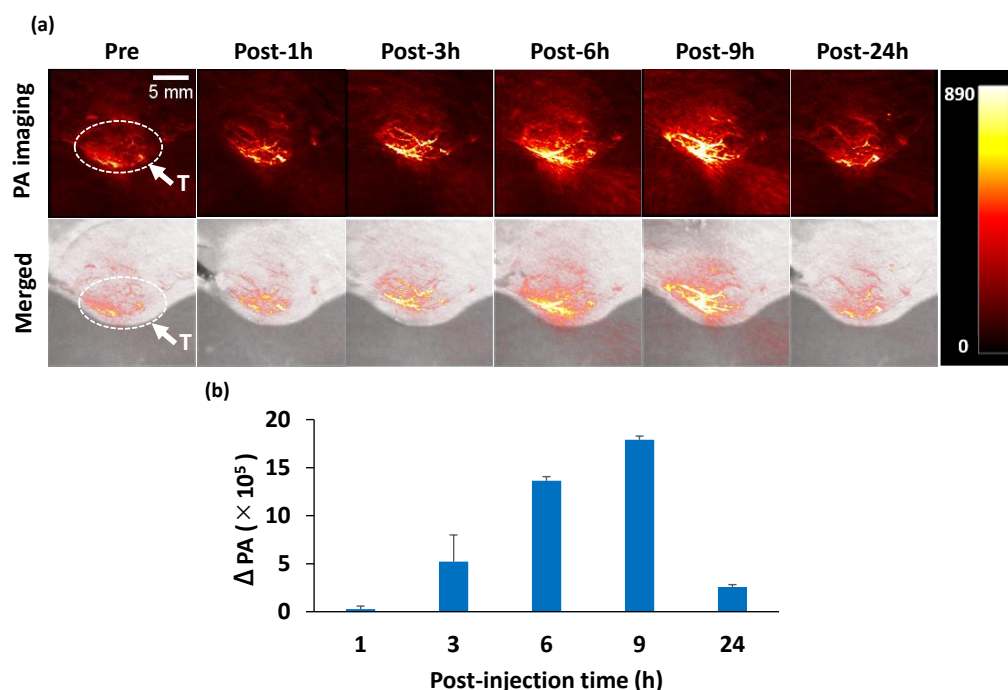 (a)
Pre Post-1h Post-3h Post-6h Post-9h Post-24h
PA imaging
5 mm
T
890
Merged
T
0
(b)
Δ PA ( × 10⁵ )
20
15
10
5
0
1 3 6 9 24
Post-injection time (h)